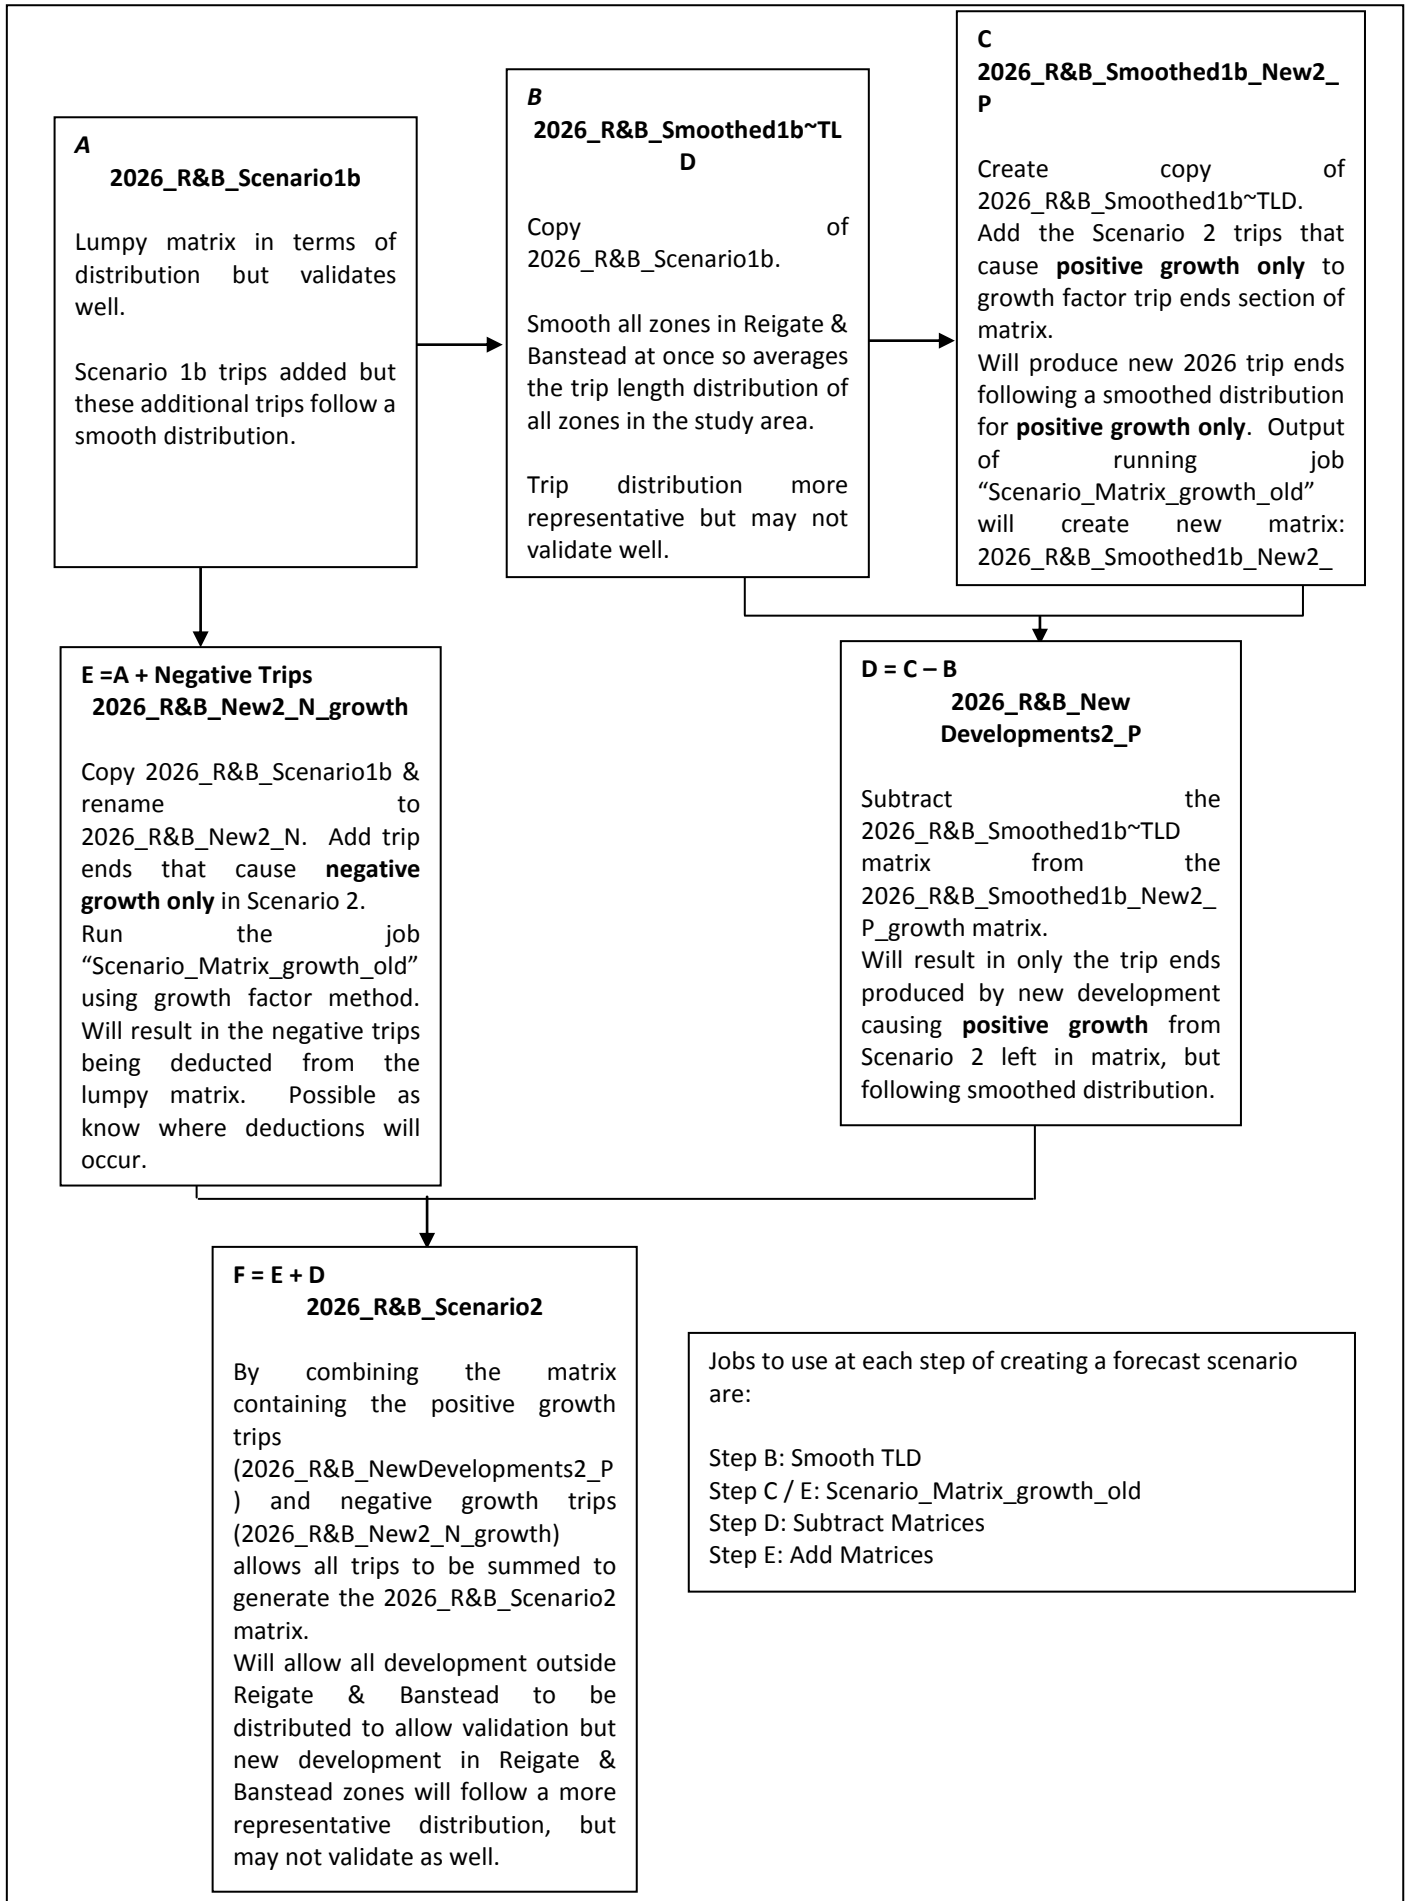 A
2026_R&B_Scenario1b
Lumpy matrix in terms of
distribution but validates
well.
Scenario 1b trips added but
these additional trips follow a
smooth distribution.
B
2026_R&B_Smoothed1b~TL
D
Copy of
2026_R&B_Scenario1b.
Smooth all zones in Reigate &
Banstead at once so averages
the trip length distribution of
all zones in the study area.
Trip distribution more
representative but may not
validate well.
C
2026_R&B_Smoothed1b_New2_
P
Create copy of
2026_R&B_Smoothed1b~TLD.
Add the Scenario 2 trips that
cause positive growth only to
growth factor trip ends section of
matrix.
Will produce new 2026 trip ends
following a smoothed distribution
for positive growth only. Output
of running job
“Scenario_Matrix_growth_old”
will create new matrix:
2026_R&B_Smoothed1b_New2_
E =A + Negative Trips
2026_R&B_New2_N_growth
Copy 2026_R&B_Scenario1b &
rename to
2026_R&B_New2_N. Add trip
ends that cause negative
growth only in Scenario 2.
Run the job
“Scenario_Matrix_growth_old”
using growth factor method.
Will result in the negative trips
being deducted from the
lumpy matrix. Possible as
know where deductions will
occur.
D = C – B
2026_R&B_New
Developments2_P
Subtract the
2026_R&B_Smoothed1b~TLD
matrix from the
2026_R&B_Smoothed1b_New2_
P_growth matrix.
Will result in only the trip ends
produced by new development
causing positive growth from
Scenario 2 left in matrix, but
following smoothed distribution.
F = E + D
2026_R&B_Scenario2
By combining the matrix
containing the positive growth
trips
(2026_R&B_NewDevelopments2_P
) and negative growth trips
(2026_R&B_New2_N_growth)
allows all trips to be summed to
generate the 2026_R&B_Scenario2
matrix.
Will allow all development outside
Reigate & Banstead to be
distributed to allow validation but
new development in Reigate &
Banstead zones will follow a more
representative distribution, but
may not validate as well.
Jobs to use at each step of creating a forecast scenario
are:
Step B: Smooth TLD
Step C / E: Scenario_Matrix_growth_old
Step D: Subtract Matrices
Step E: Add Matrices